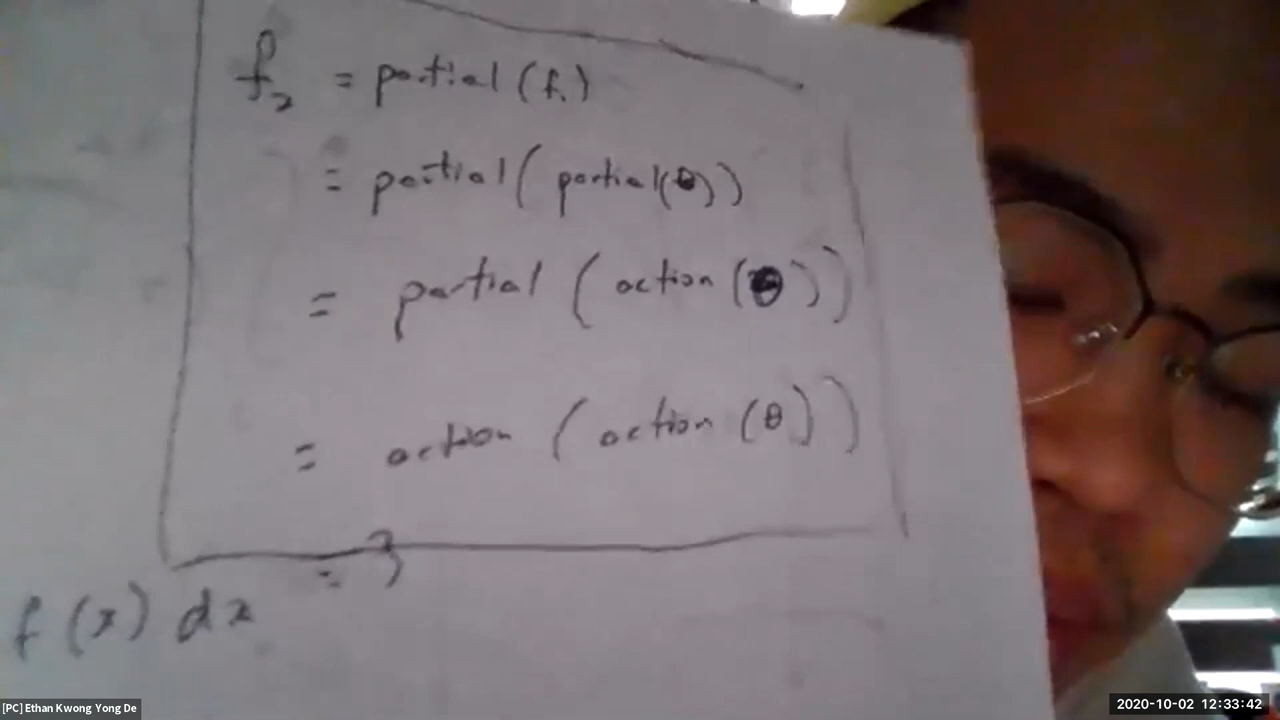 f₂ = partial (f₁)
= partial ( partial(θ))
= partial ( action (θ))
= action ( action (θ))
= 3
f (x) dx
[PC] Ethan Kwong Yong De
2020-10-02 12:33:42